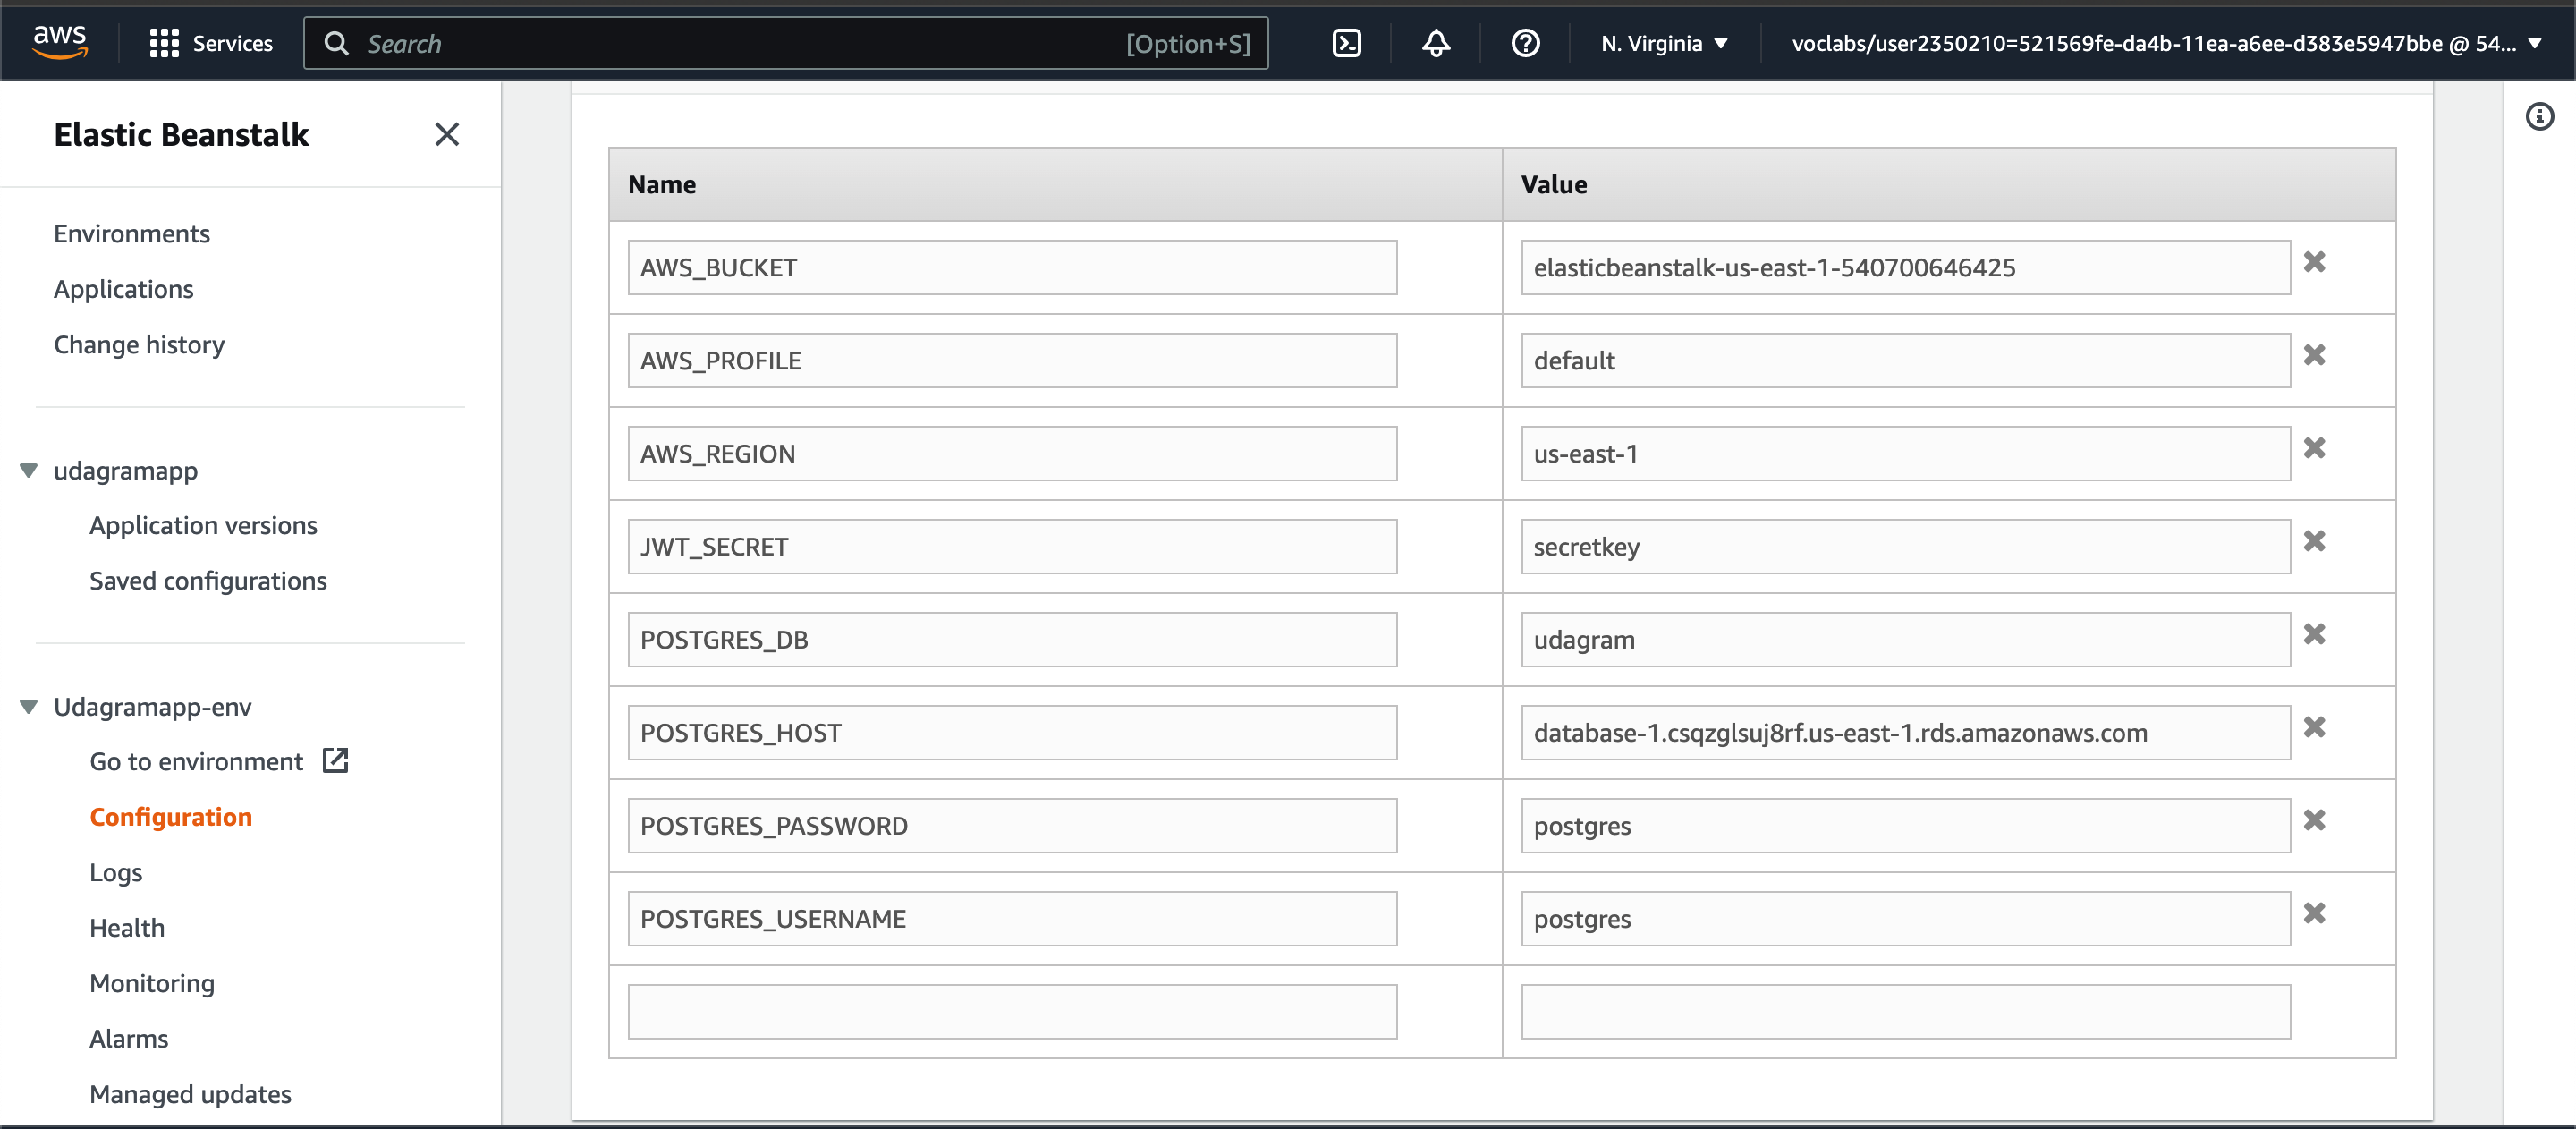 aws
Services
Search
[Option+S]
N. Virginia
voclabs/user2350210=521569fe-da4b-11ea-a6ee-d383e5947bbe @ 54...
Elastic Beanstalk
Environments
Applications
Change history
udagramapp
Application versions
Saved configurations
Udagramapp-env
Go to environment
Configuration
Logs
Health
Monitoring
Alarms
Managed updates
Name Value
AWS_BUCKET elasticbeanstalk-us-east-1-540700646425
AWS_PROFILE default
AWS_REGION us-east-1
JWT_SECRET secretkey
POSTGRES_DB udagram
POSTGRES_HOST database-1.csqzglsuj8rf.us-east-1.rds.amazonaws.com
POSTGRES_PASSWORD postgres
POSTGRES_USERNAME postgres